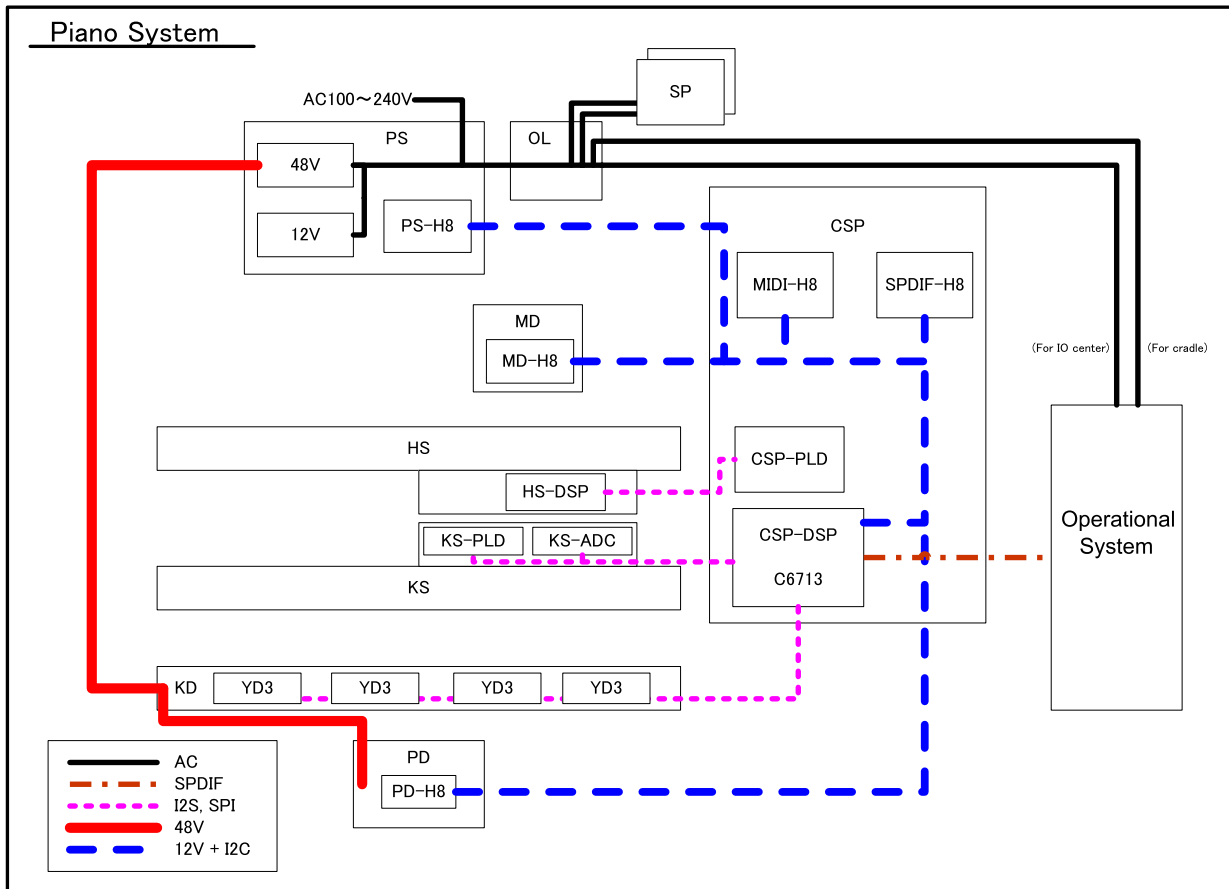 Piano System
AC100～240V
PS
48V
12V
PS-H8
OL
SP
CSP
MIDI-H8
SPDIF-H8
MD
MD-H8
(For IO center)
(For cradle)
HS
HS-DSP
CSP-PLD
KS-PLD
KS-ADC
KS
CSP-DSP
C6713
Operational
System
KD
YD3
YD3
YD3
YD3
PD
PD-H8
AC
SPDIF
I2S, SPI
48V
12V + I2C